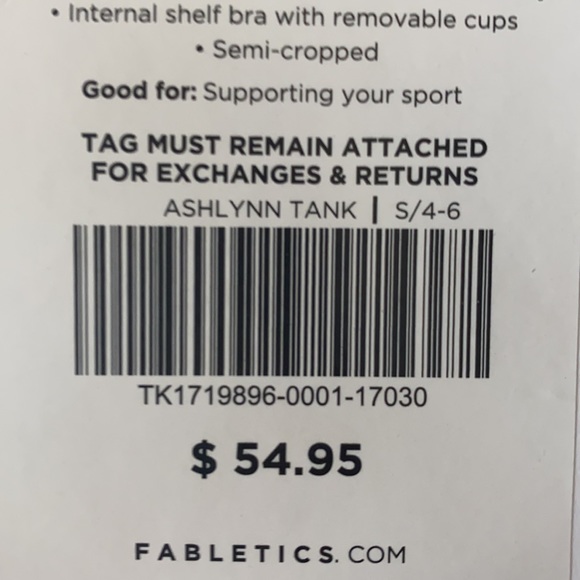 • Internal shelf bra with removable cups
• Semi-cropped
Good for: Supporting your sport
TAG MUST REMAIN ATTACHED
FOR EXCHANGES & RETURNS
ASHLYNN TANK | S/4-6
TK1719896-0001-17030
$ 54.95
FABLETICS. COM